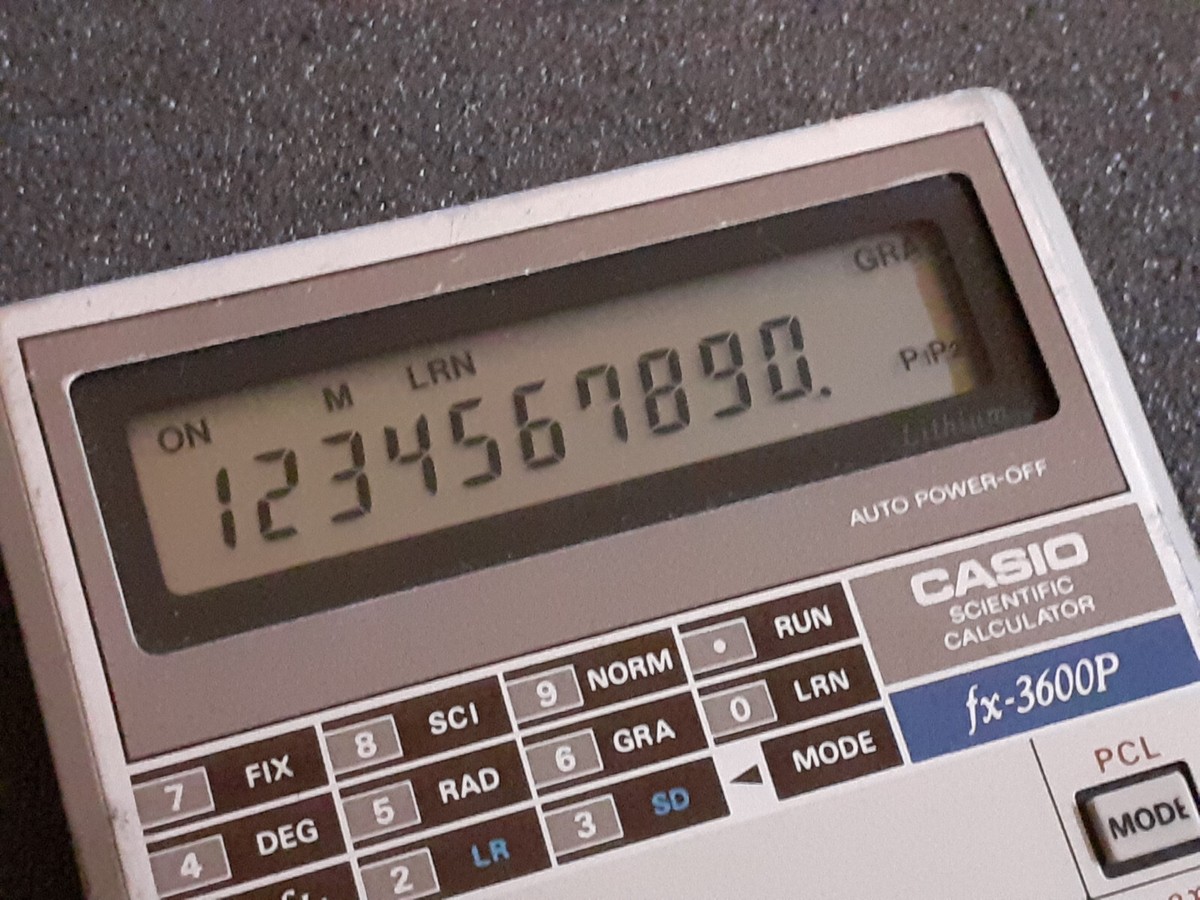 ON M LRN GRA
1234567890.
P1P2
Lithium
AUTO POWER-OFF
CASIO
SCIENTIFIC
CALCULATOR
fx-3600P
7 FIX 8 SCI 9 NORM • RUN
4 DEG 5 RAD 6 GRA 0 LRN
2 LR 3 SD ◄ MODE
PCL
MODE